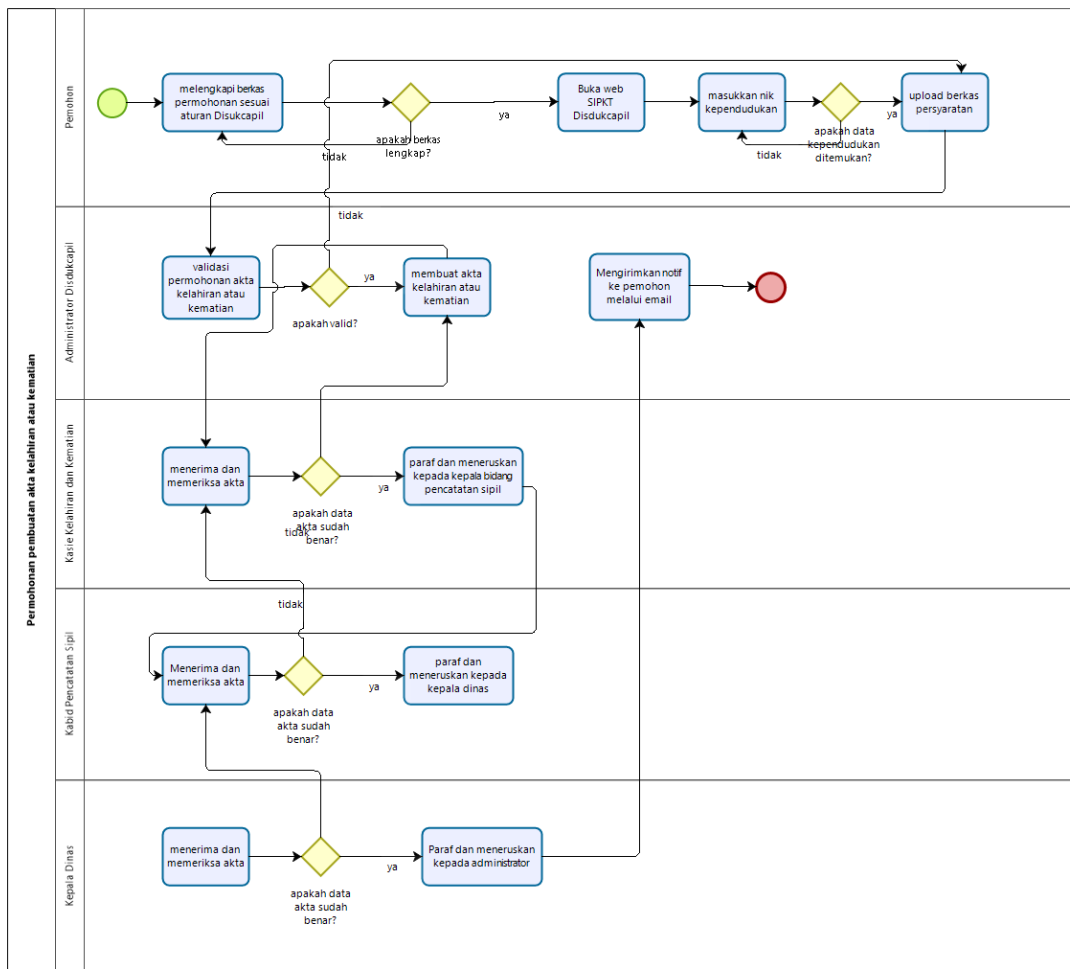 Permohonan pembuatan akta kelahiran atau kematian
Pemohon
melengkapi berkas
permohonan sesuai
aturan Disukcapil
apakah berkas
lengkap?
tidak
ya
Buka web
SIPKT
Disdukcapil
masukkan nik
kependudukan
apakah data
kependudukan
ditemukan?
tidak
ya
upload berkas
persyaratan
Administrator Disdukcapil
tidak
validasi
permohonan akta
kelahiran atau
kematian
apakah valid?
ya
membuat akta
kelahiran atau
kematian
Mengirimkan notif
ke pemohon
melalui email
Kasie Kelahiran dan Kematian
menerima dan
memeriksa akta
apakah data
akta sudah
benar?
tidak
ya
paraf dan meneruskan
kepada kepala bidang
pencatatan sipil
Kabid Pencatatan Sipil
tidak
Menerima dan
memeriksa akta
apakah data
akta sudah
benar?
ya
paraf dan
meneruskan kepada
kepala dinas
Kepala Dinas
menerima dan
memeriksa akta
apakah data
akta sudah
benar?
ya
Paraf dan meneruskan
kepada administrator